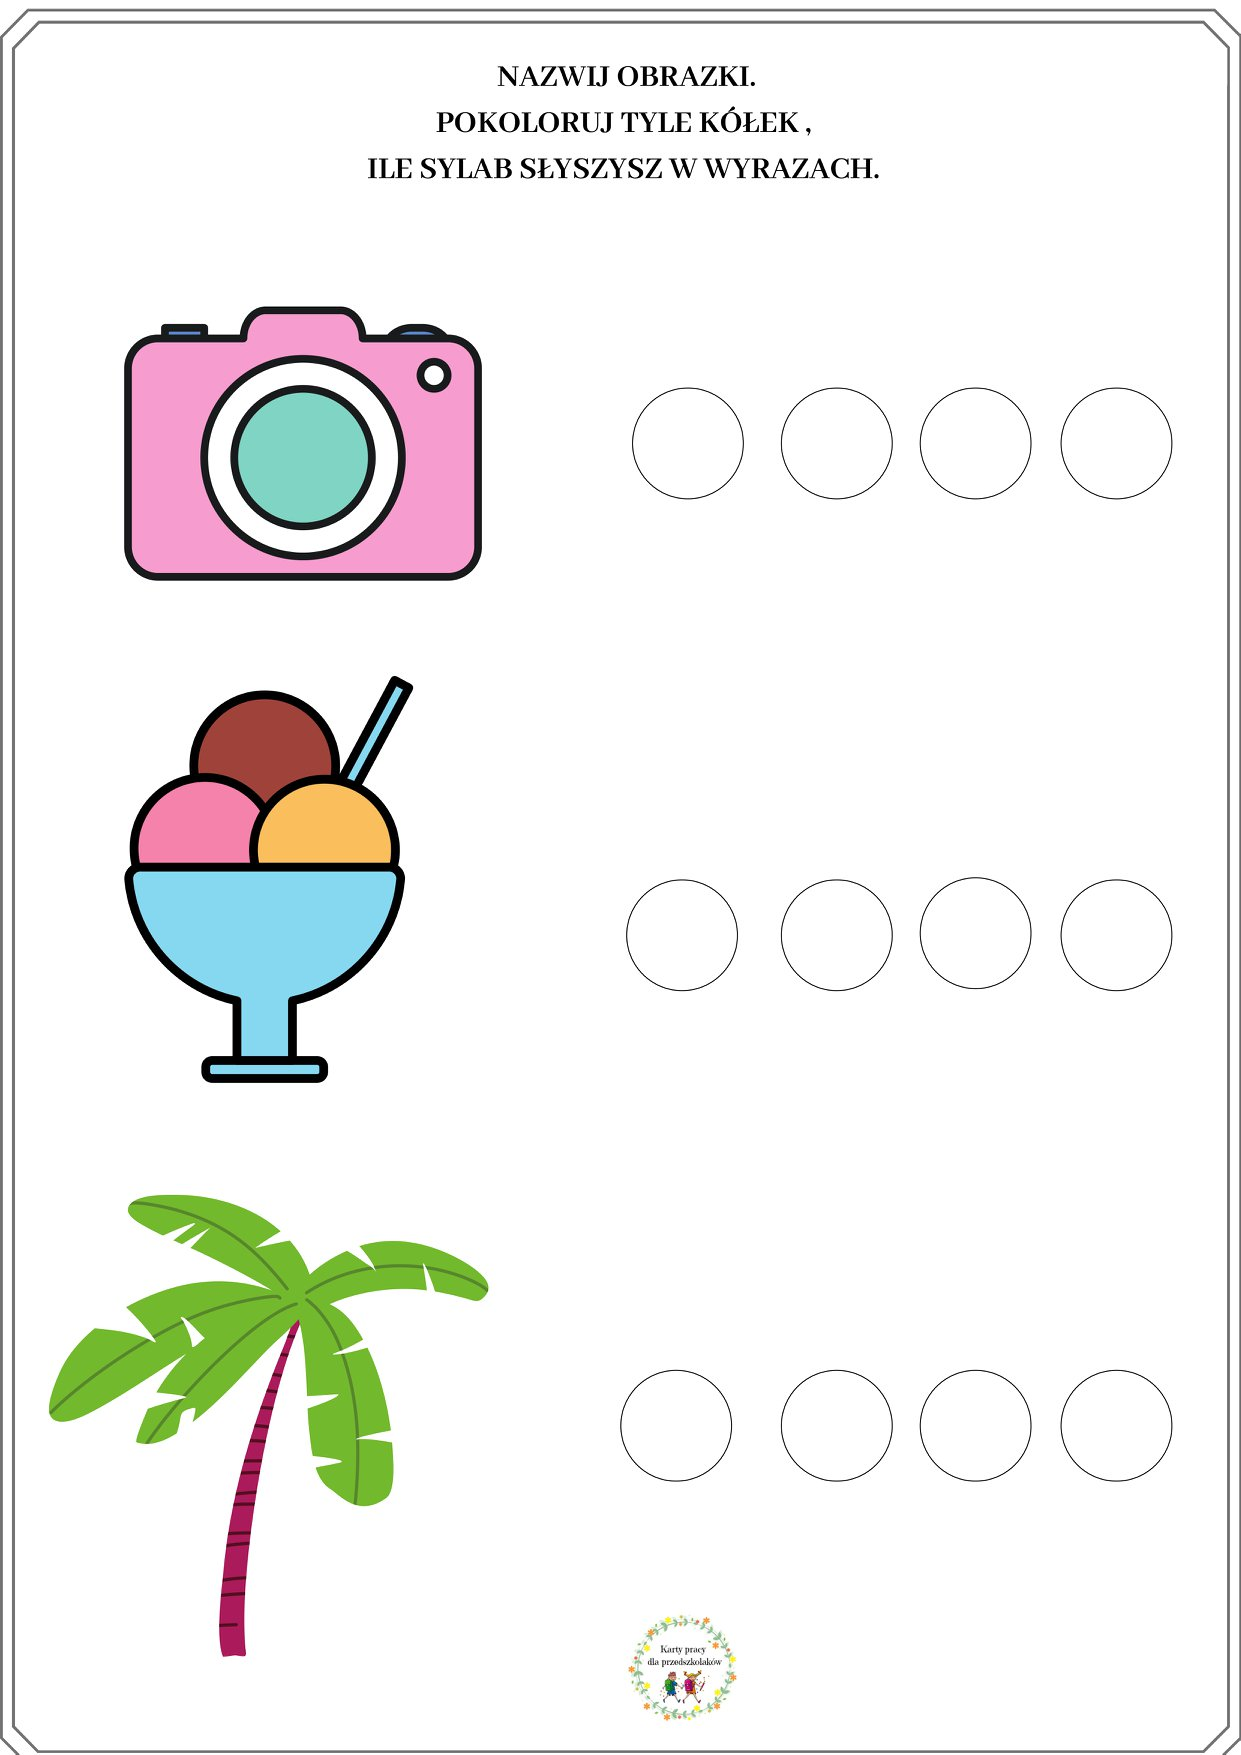 NAZWIJ OBRAZKI.
POKOLORUJ TYLE KÓŁEK ,
ILE SYLAB SŁYSZYSZ W WYRAZACH.
Karty pracy
dla przedszkolaków